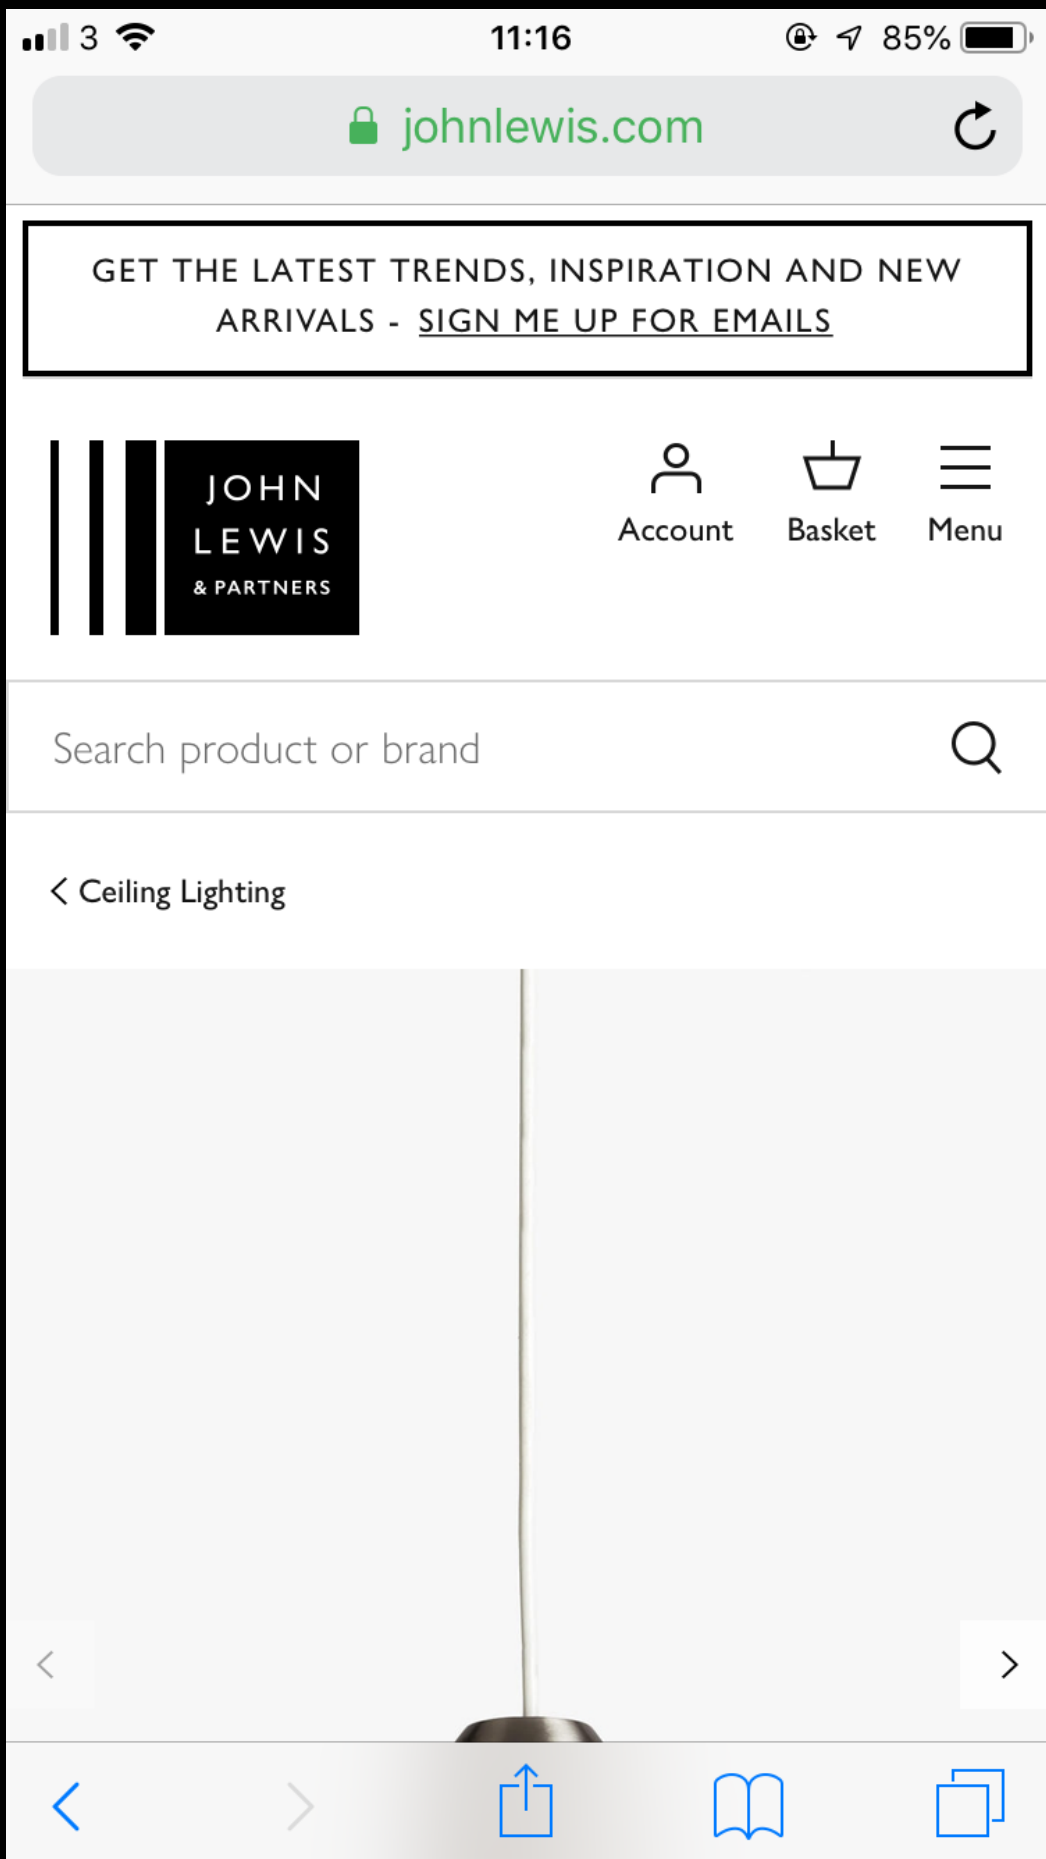 3
11:16
85%
johnlewis.com
GET THE LATEST TRENDS, INSPIRATION AND NEW
ARRIVALS - SIGN ME UP FOR EMAILS
JOHN
LEWIS
& PARTNERS
Account
Basket
Menu
Search product or brand
Ceiling Lighting